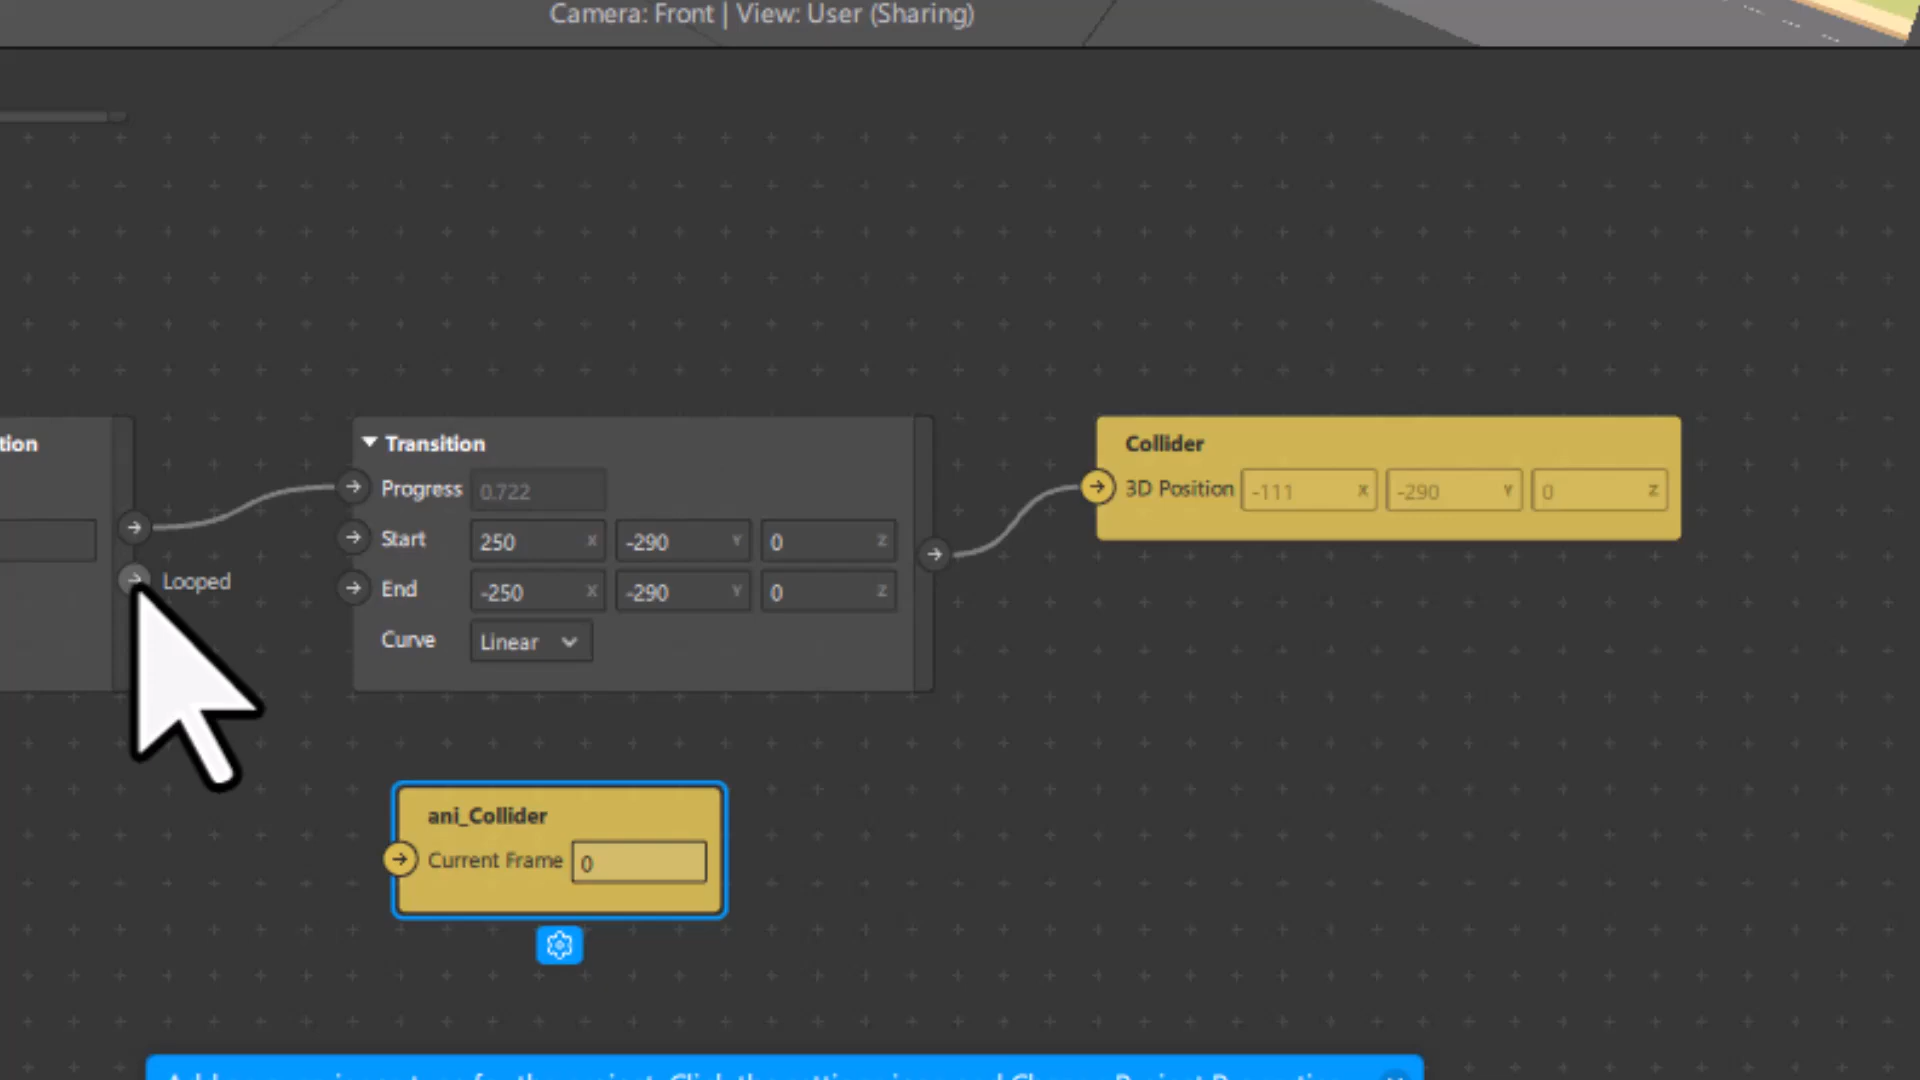 Camera: Front | View: User (Sharing)
tion
Looped
Transition
Progress 0.722
Start 250 X -290 Y 0 Z
End -250 X -290 Y 0 Z
Curve Linear
Collider
3D Position -111 X -290 Y 0 Z
ani_Collider
Current Frame 0